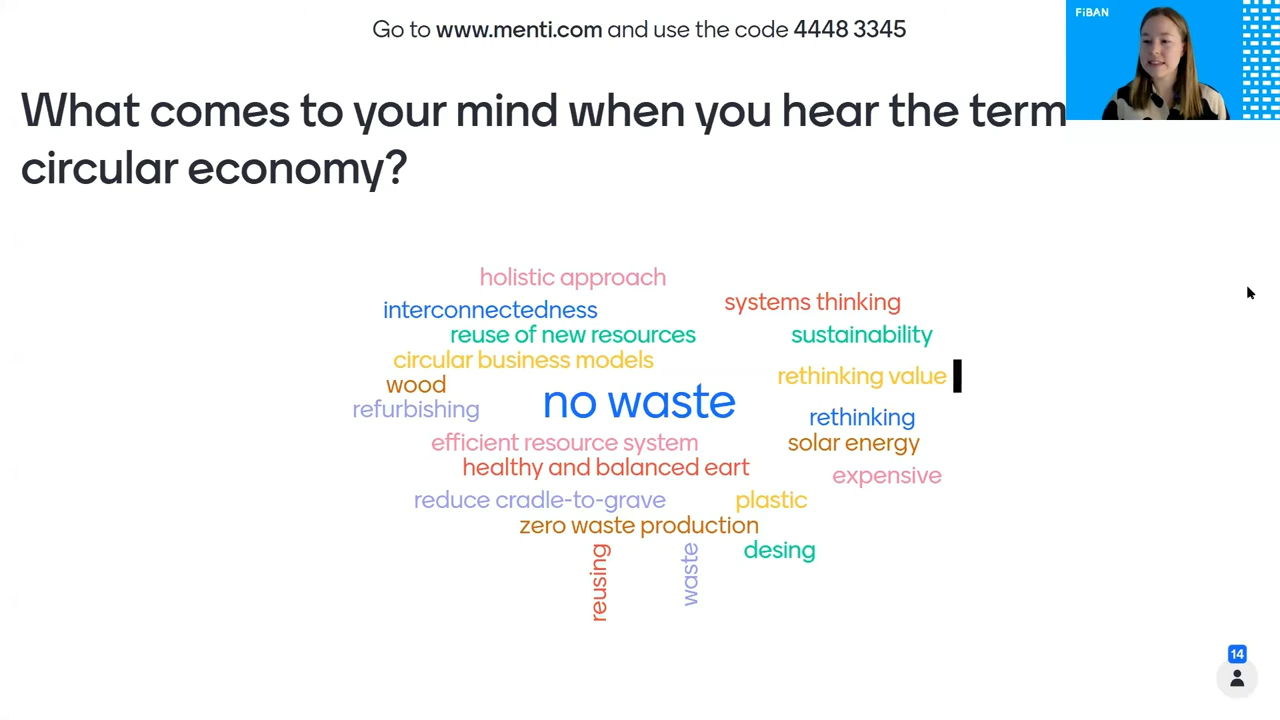 Go to www.menti.com and use the code 4448 3345
FiBAN
What comes to your mind when you hear the term
circular economy?
holistic approach
interconnectedness
systems thinking
reuse of new resources
sustainability
circular business models
rethinking value
wood
no waste
refurbishing
rethinking
efficient resource system
solar energy
healthy and balanced eart
expensive
reduce cradle-to-grave
plastic
zero waste production
reusing
waste
desing
14